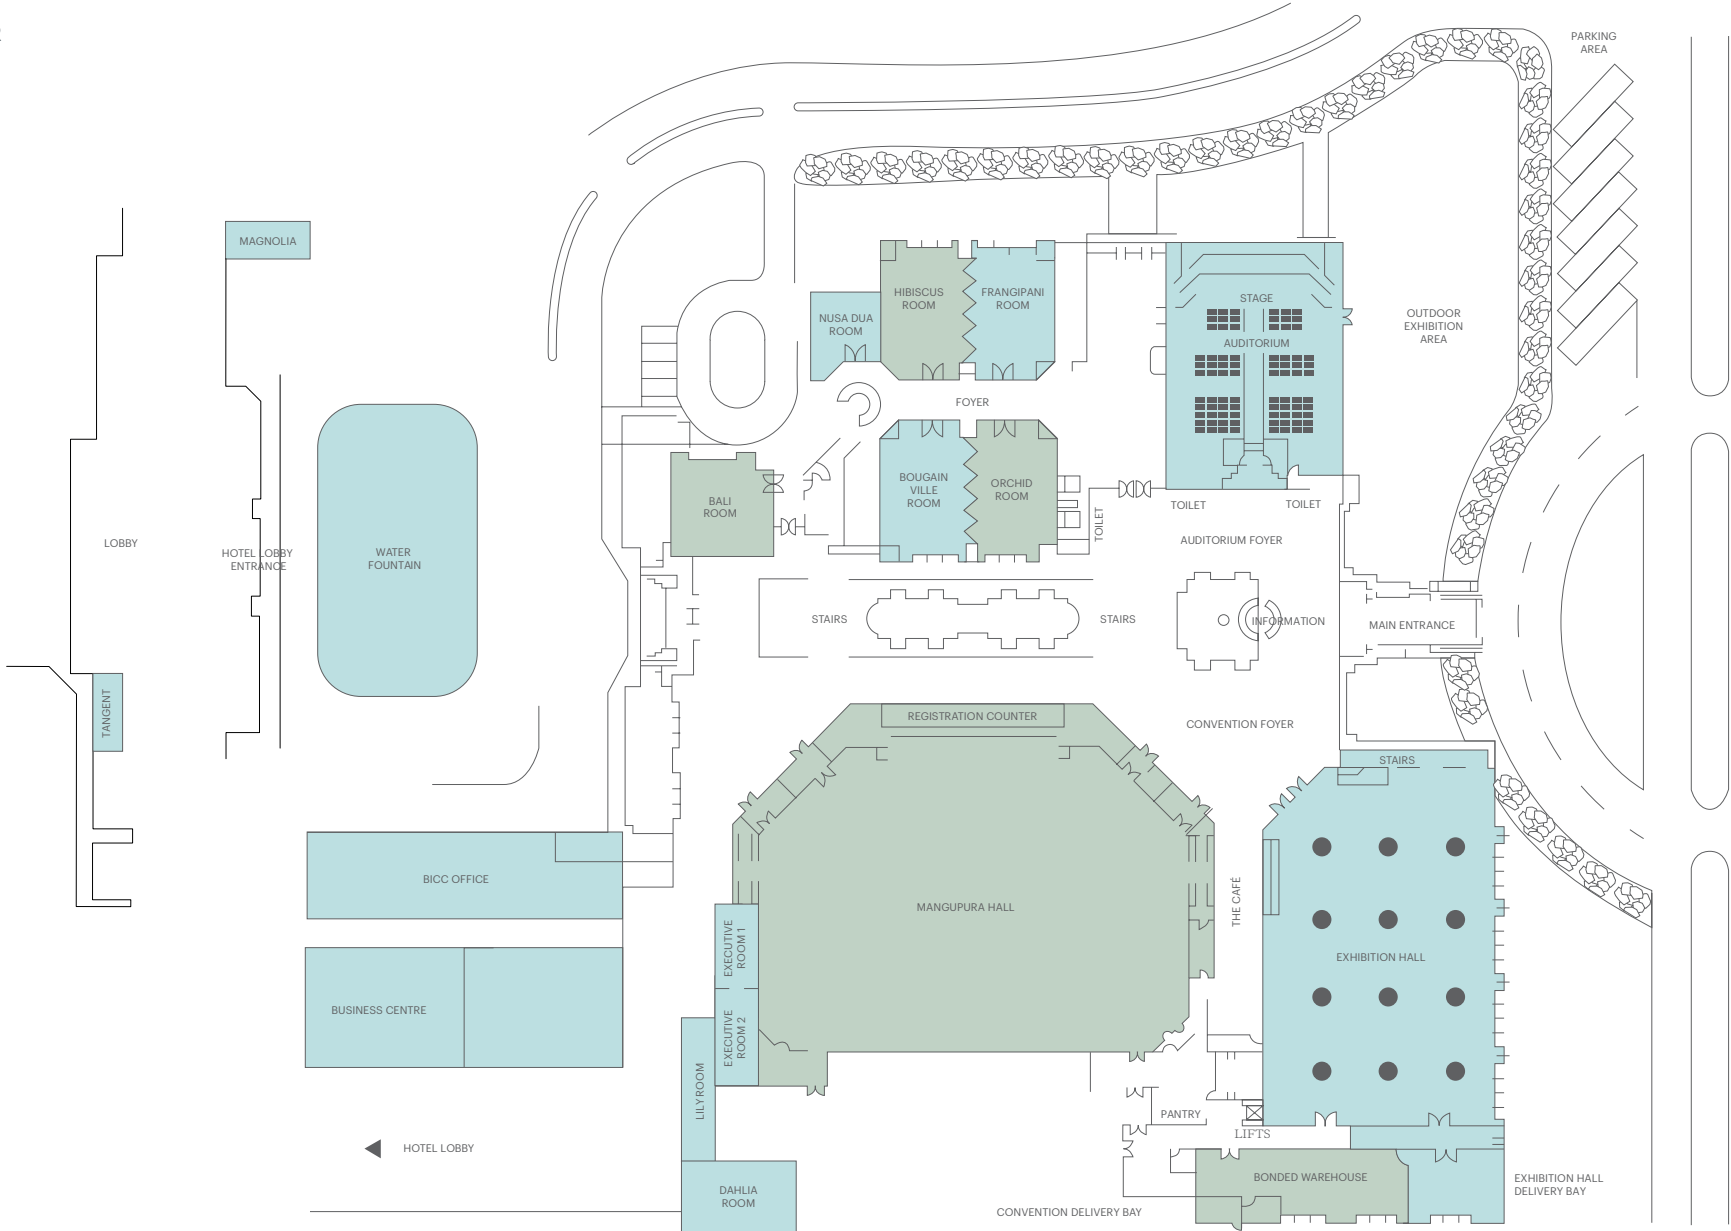 PARKING
AREA
MAGNOLIA
HIBISCUS
ROOM
FRANGIPANI
ROOM
NUSA DUA
ROOM
STAGE
AUDITORIUM
OUTDOOR
EXHIBITION
AREA
FOYER
BOUGAIN
VILLE
ROOM
ORCHID
ROOM
BALI
ROOM
TOILET
TOILET
TOILET
LOBBY
HOTEL LOBBY
ENTRANCE
WATER
FOUNTAIN
AUDITORIUM FOYER
STAIRS
STAIRS
INFORMATION
MAIN ENTRANCE
TANGENT
REGISTRATION COUNTER
CONVENTION FOYER
STAIRS
BICC OFFICE
MANGUPURA HALL
THE CAFÉ
EXECUTIVE
ROOM 1
EXHIBITION HALL
BUSINESS CENTRE
EXECUTIVE
ROOM 2
LILY ROOM
PANTRY
LIFTS
HOTEL LOBBY
BONDED WAREHOUSE
EXHIBITION HALL
DELIVERY BAY
DAHLIA
ROOM
CONVENTION DELIVERY BAY